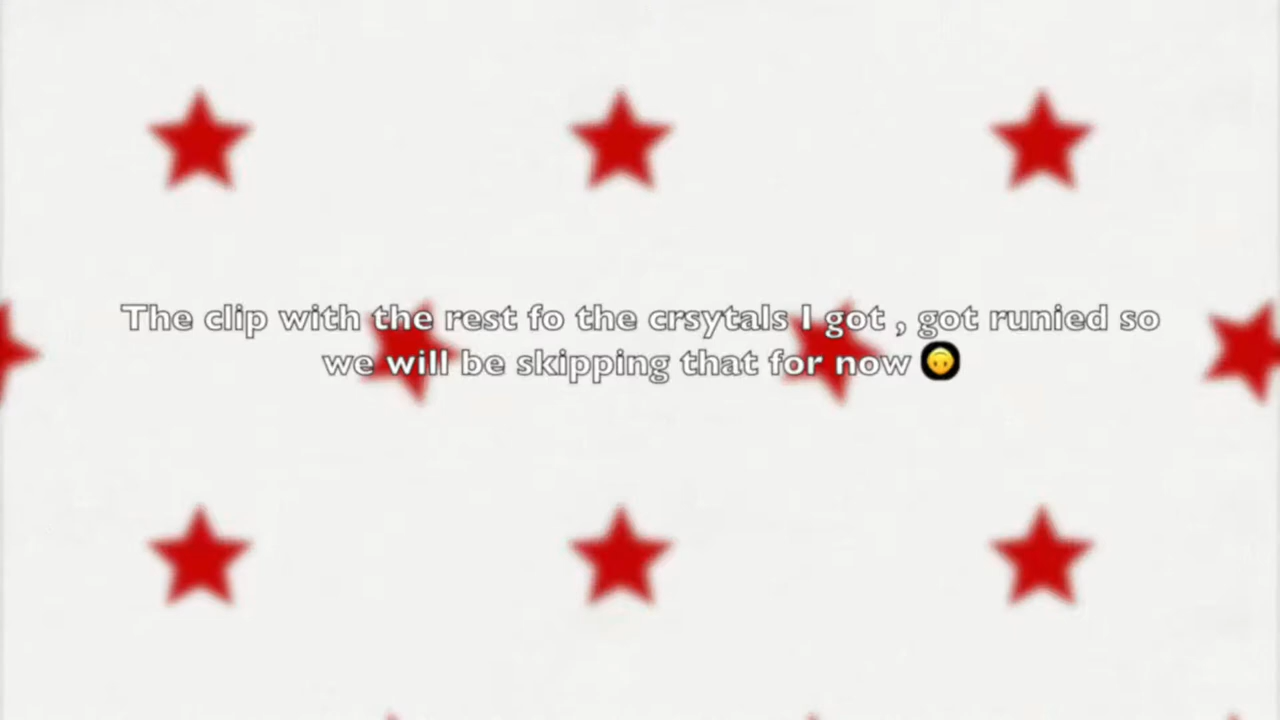 The clip with the rest fo the crsytals I got , got runied so
we will be skipping that for now 🙃